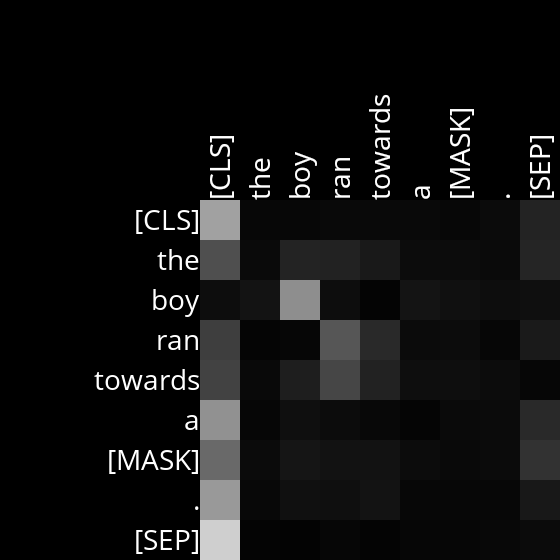 [CLS] the boy ran towards a [MASK] . [SEP]
[CLS]
the
boy
ran
towards
a
[MASK]
.
[SEP]